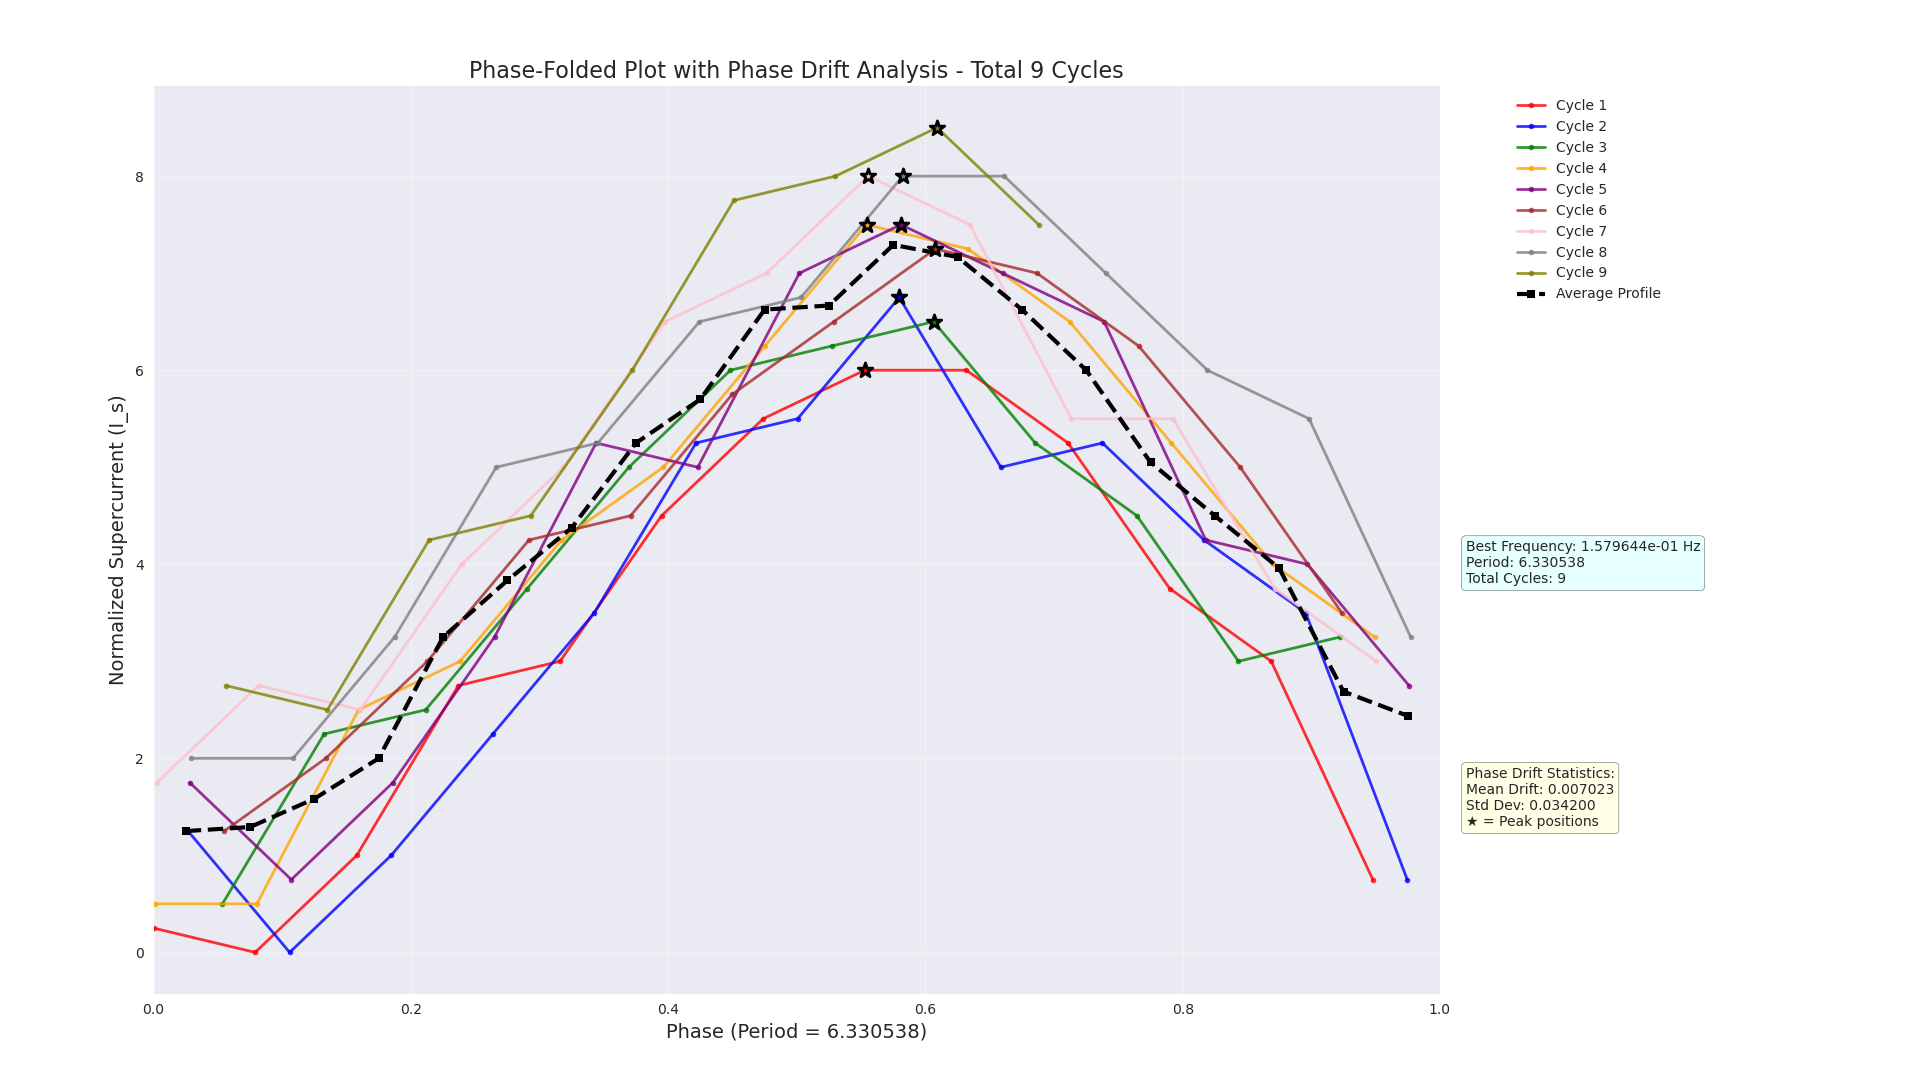 Phase-Folded Plot with Phase Drift Analysis - Total 9 Cycles
Normalized Supercurrent (I_s)
8
6
4
2
0
0.0
0.2
0.4
0.6
0.8
1.0
Phase (Period = 6.330538)
Cycle 1
Cycle 2
Cycle 3
Cycle 4
Cycle 5
Cycle 6
Cycle 7
Cycle 8
Cycle 9
Average Profile
Best Frequency: 1.579644e-01 Hz
Period: 6.330538
Total Cycles: 9
Phase Drift Statistics:
Mean Drift: 0.007023
Std Dev: 0.034200
★ = Peak positions